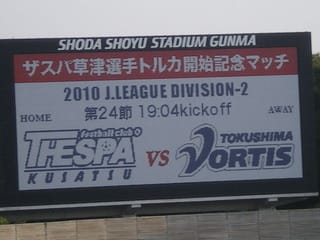 SHODA SHOYU STADIUM GUNMA
ザスパ草津選手トルカ開始記念マッチ
2010 J.LEAGUE DIVISION-2
第24節 19:04kickoff
HOME AWAY
football club
THESPA
KUSATSU
VS
TOKUSHIMA
VORTIS